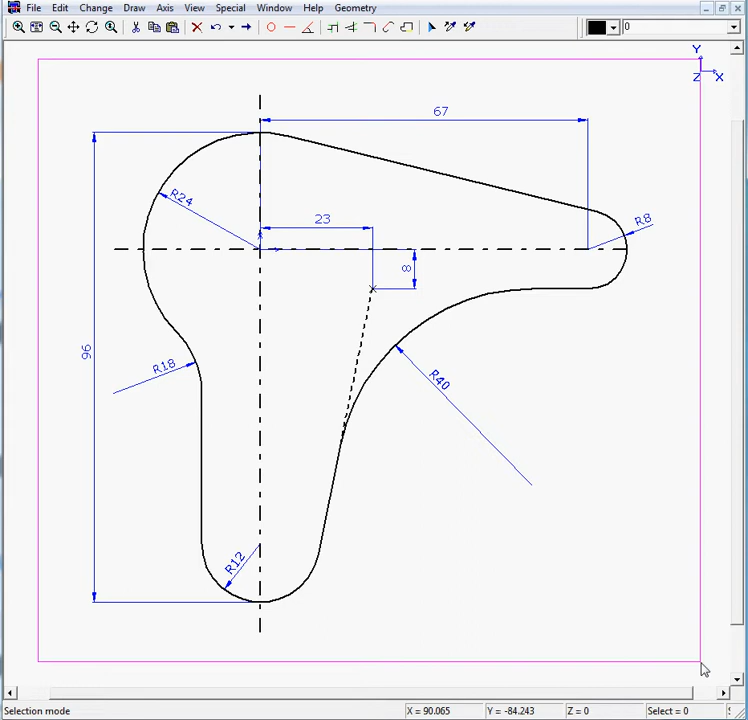 File Edit Change Draw Axis View Special Window Help Geometry
0
Y
Z X
67
R24
23
R8
8
96
R18
R40
R12
Selection mode X = 90.065 Y = -84.243 Z = 0 Select = 0